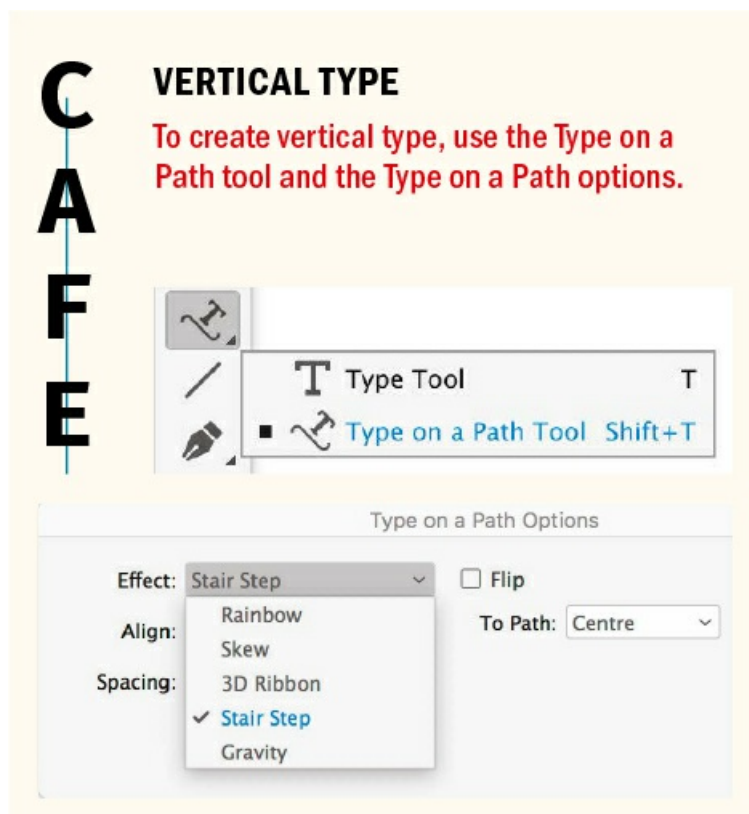 CAFE
VERTICAL TYPE
To create vertical type, use the Type on a
Path tool and the Type on a Path options.
T Type Tool T
Type on a Path Tool Shift+T
Type on a Path Options
Effect: Stair Step Flip
Rainbow
Align: To Path: Centre
Skew
Spacing: 3D Ribbon
Stair Step
Gravity